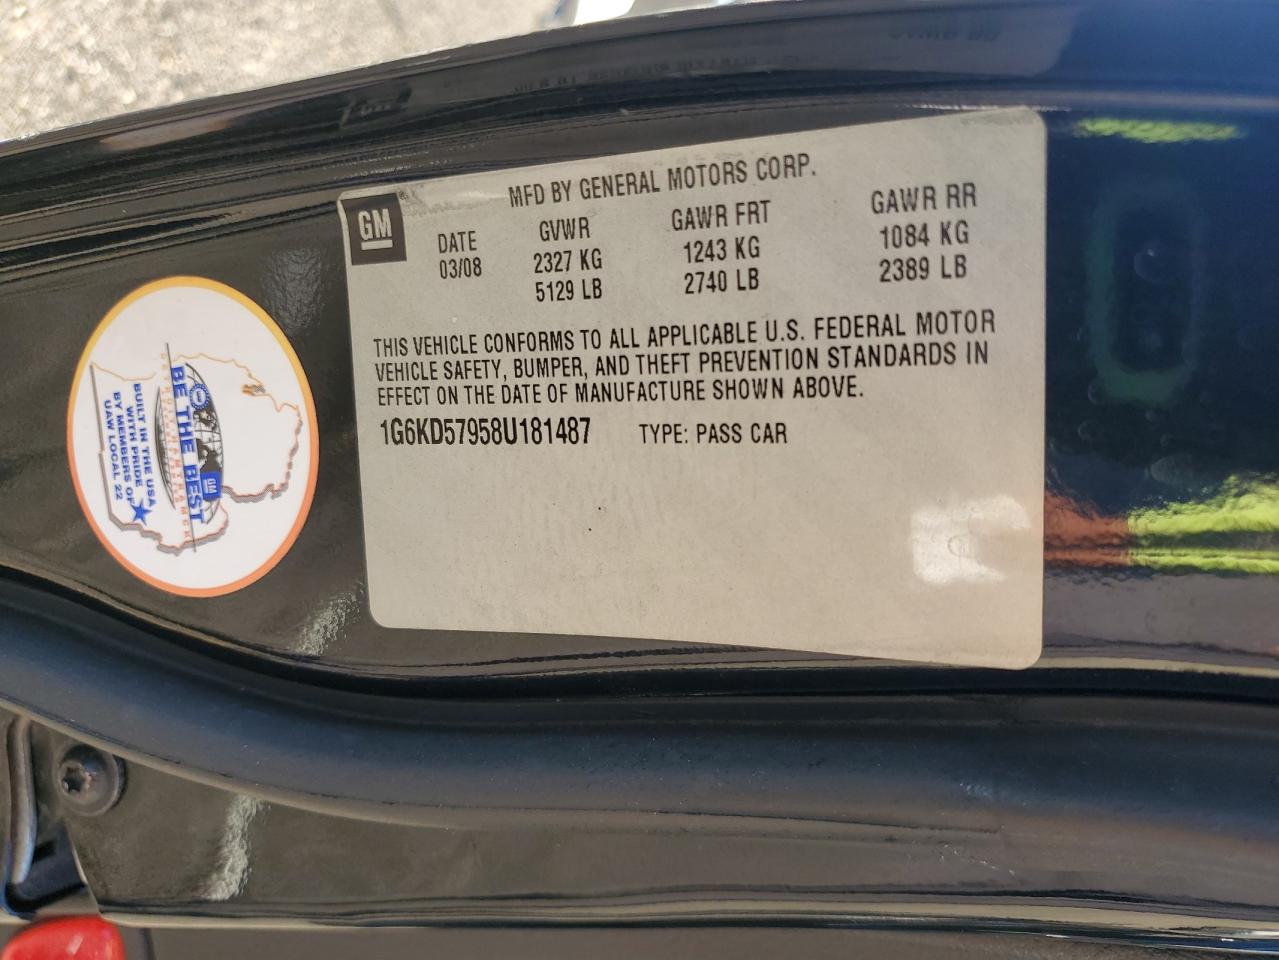 GM
MFD BY GENERAL MOTORS CORP.
DATE GVWR GAWR FRT GAWR RR
03/08 2327 KG 1243 KG 1084 KG
5129 LB 2740 LB 2389 LB
THIS VEHICLE CONFORMS TO ALL APPLICABLE U.S. FEDERAL MOTOR
VEHICLE SAFETY, BUMPER, AND THEFT PREVENTION STANDARDS IN
EFFECT ON THE DATE OF MANUFACTURE SHOWN ABOVE.
1G6KD57958U181487 TYPE: PASS CAR
BE THE BEST
GM
BUILT IN THE USA
WITH PRIDE
BY MEMBERS OF
UAW LOCAL 22